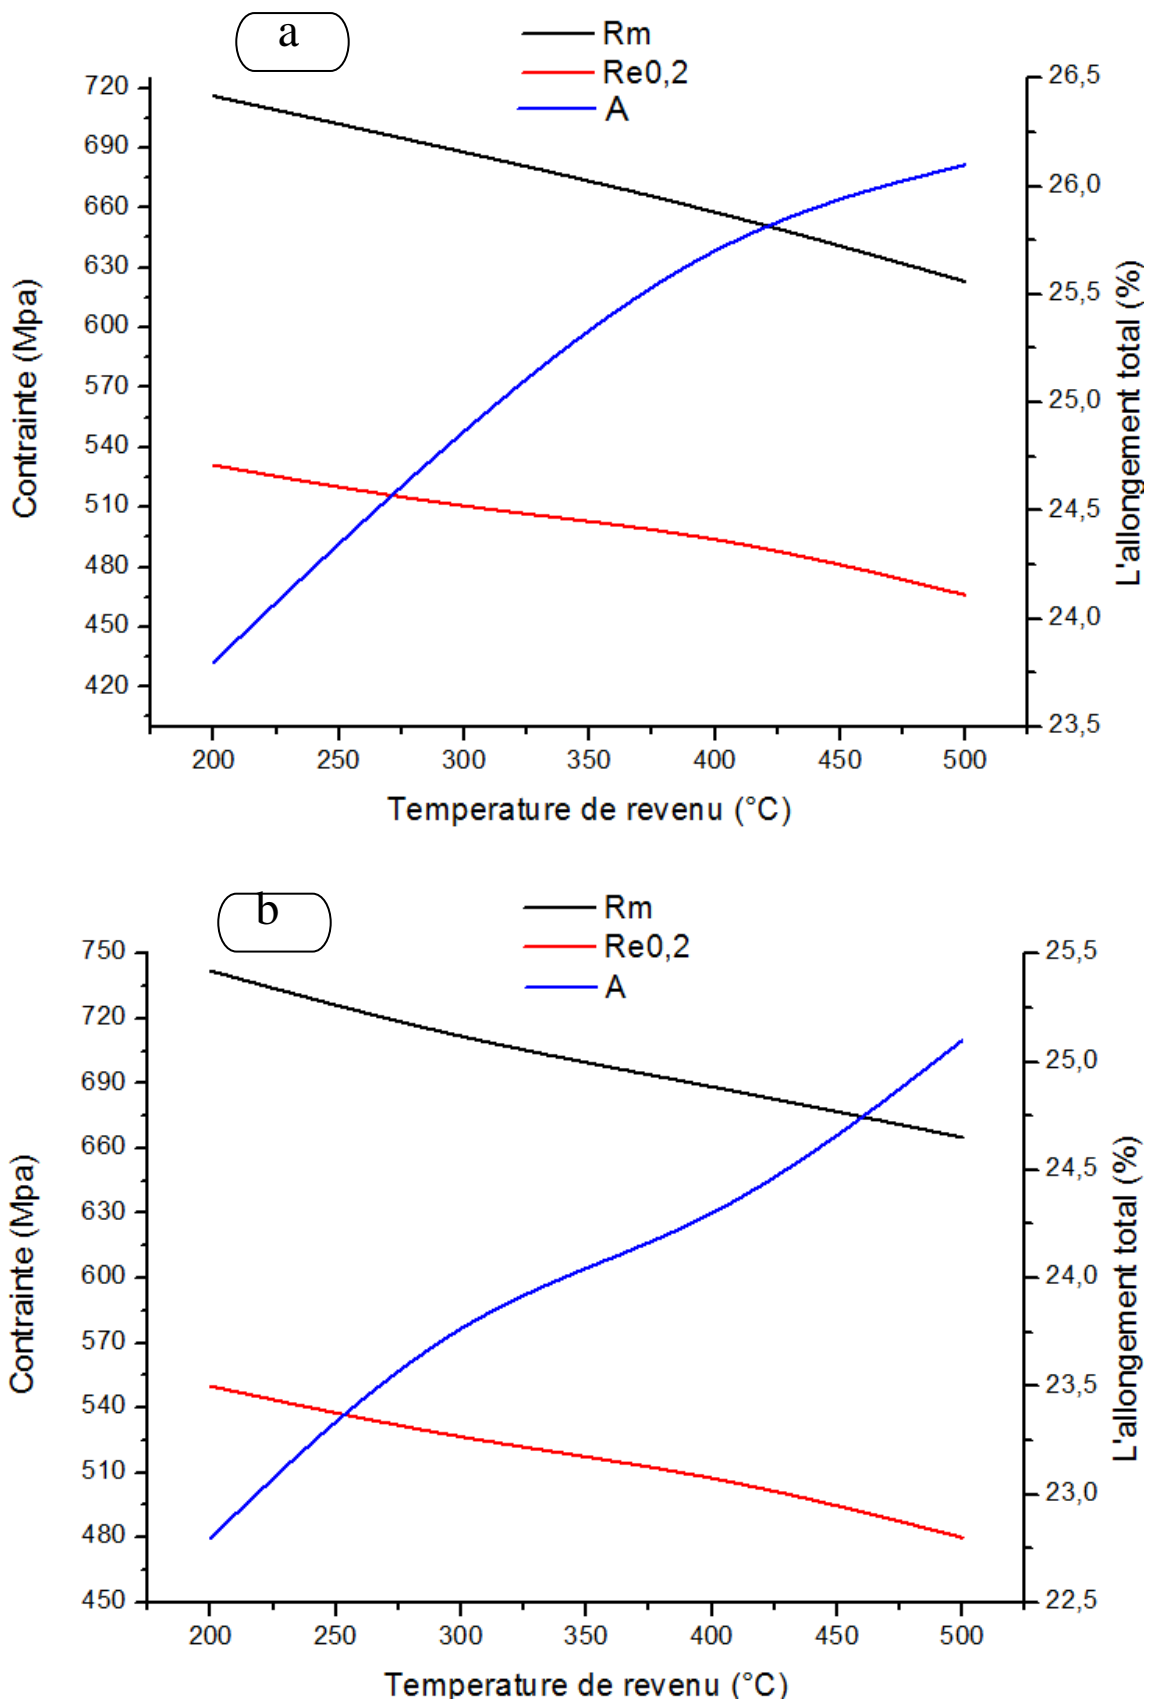 a
Rm
Re0,2
A
720
690
660
630
600
570
540
510
480
450
420
26,5
26,0
25,5
25,0
24,5
24,0
23,5
Contrainte (Mpa)
L'allongement total (%)
200 250 300 350 400 450 500
Temperature de revenu (°C)
b
Rm
Re0,2
A
750
720
690
660
630
600
570
540
510
480
450
25,5
25,0
24,5
24,0
23,5
23,0
22,5
Contrainte (Mpa)
L'allongement total (%)
200 250 300 350 400 450 500
Temperature de revenu (°C)